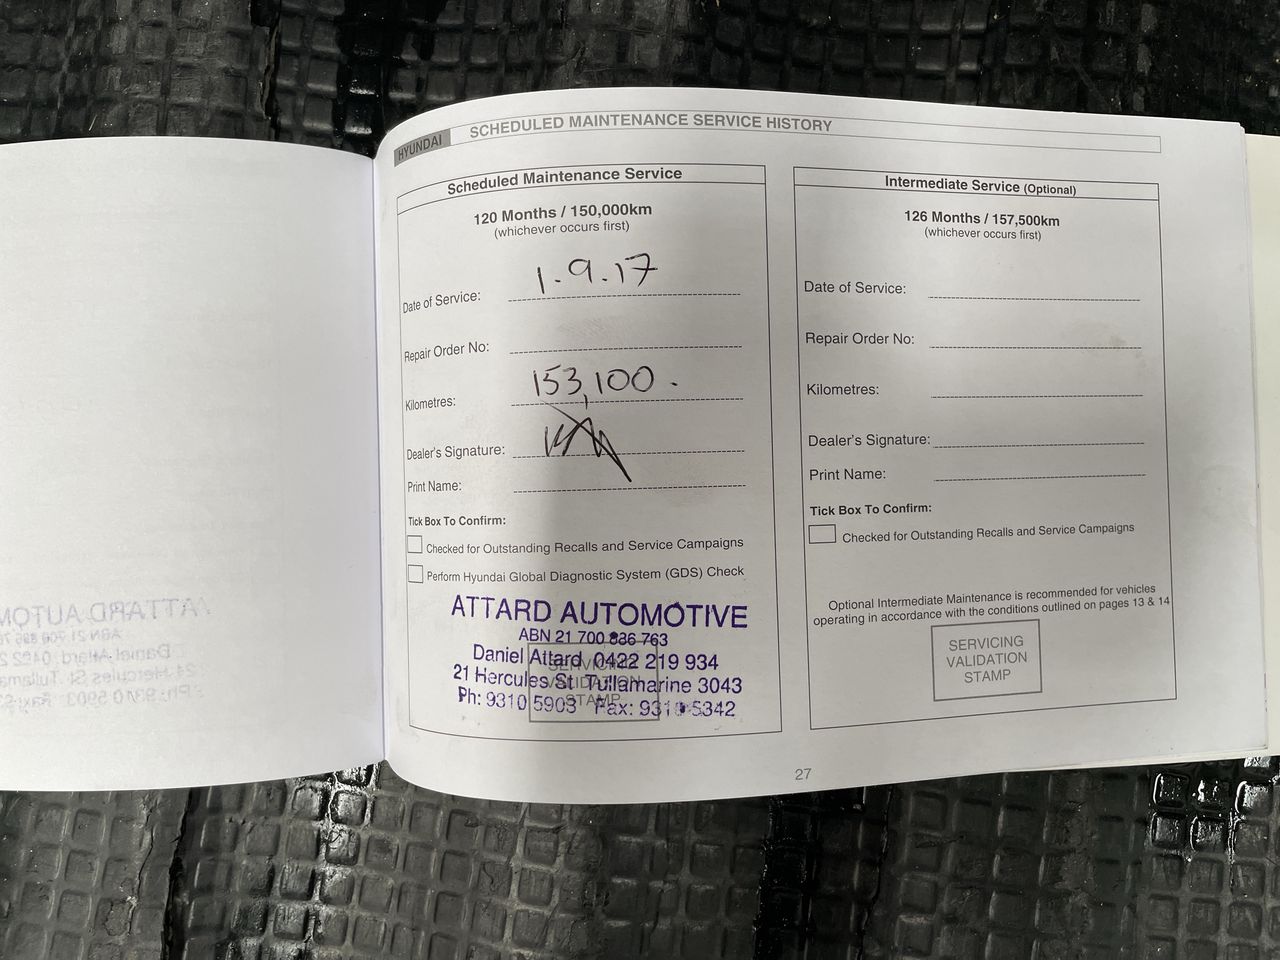 HYUNDAI SCHEDULED MAINTENANCE SERVICE HISTORY
Scheduled Maintenance Service
120 Months / 150,000km
(whichever occurs first)
Date of Service: 1.9.17
Repair Order No:
Kilometres: 153,100.
Dealer's Signature:
Print Name:
Tick Box To Confirm:
Checked for Outstanding Recalls and Service Campaigns
Perform Hyundai Global Diagnostic System (GDS) Check
ATTARD AUTOMOTIVE
ABN 21 700 836 763
Daniel Attard 0422 219 934
21 Hercules St Tullamarine 3043
Ph: 9310 5903 Fax: 9310 5342
SERVICING
VALIDATION
STAMP
Intermediate Service (Optional)
126 Months / 157,500km
(whichever occurs first)
Date of Service:
Repair Order No:
Kilometres:
Dealer's Signature:
Print Name:
Tick Box To Confirm:
Checked for Outstanding Recalls and Service Campaigns
Optional Intermediate Maintenance is recommended for vehicles
operating in accordance with the conditions outlined on pages 13 & 14
SERVICING
VALIDATION
STAMP
27